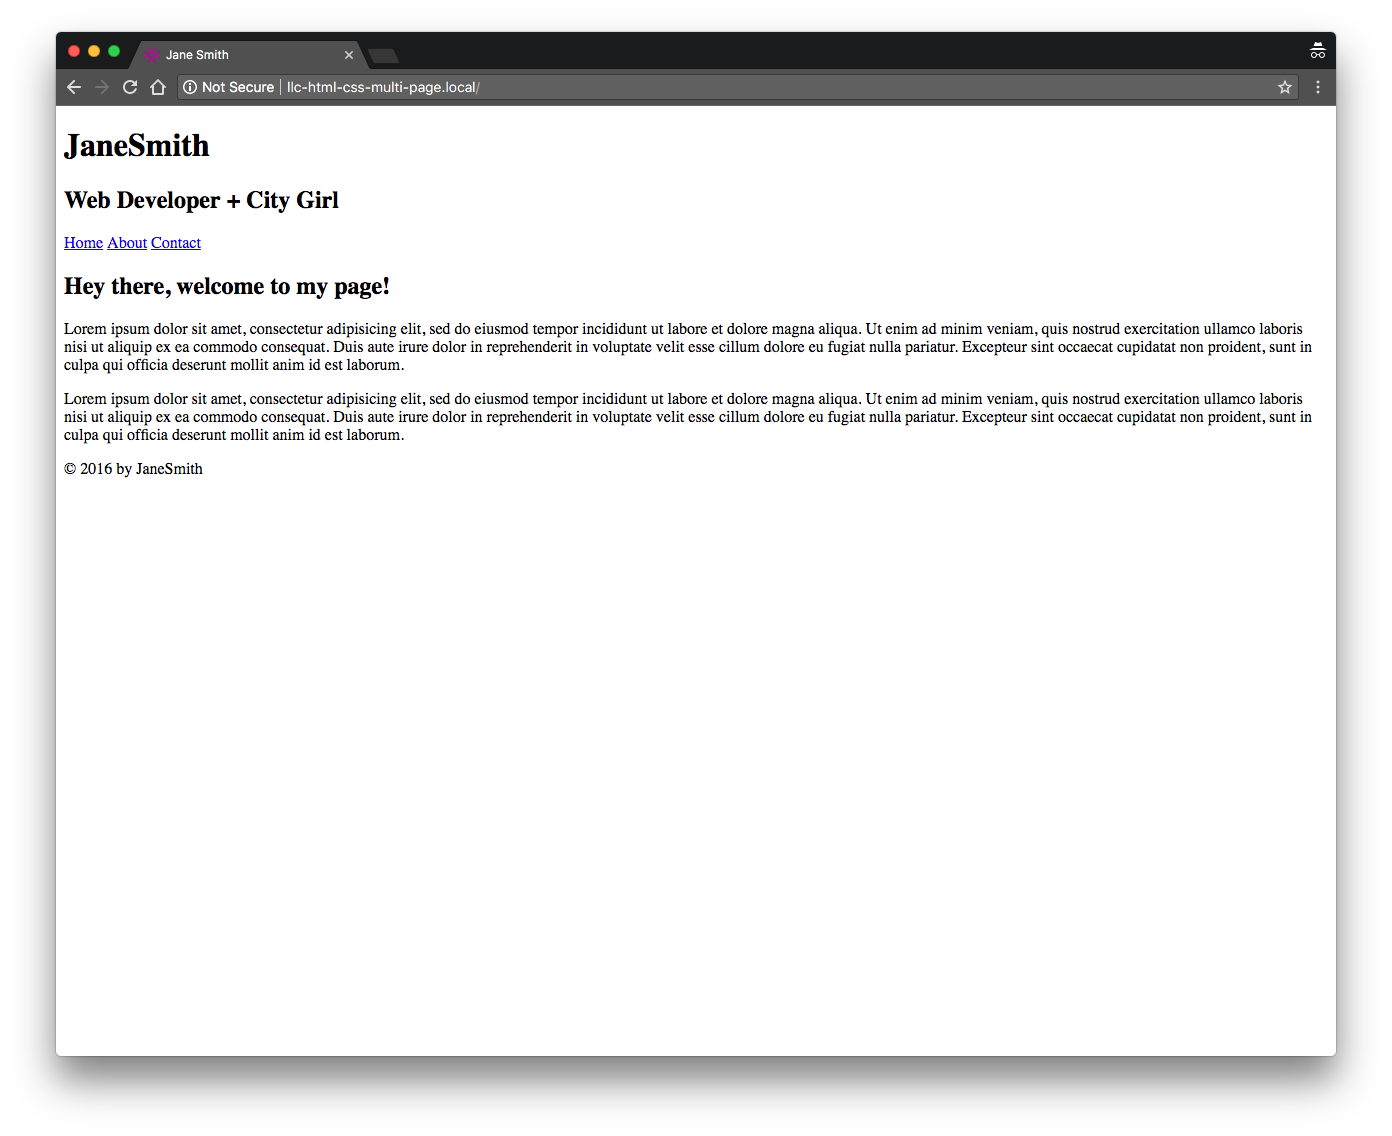 Jane Smith
Not Secure | llc-html-css-multi-page.local/
JaneSmith
Web Developer + City Girl
Home About Contact
Hey there, welcome to my page!
Lorem ipsum dolor sit amet, consectetur adipisicing elit, sed do eiusmod tempor incididunt ut labore et dolore magna aliqua. Ut enim ad minim veniam, quis nostrud exercitation ullamco laboris
nisi ut aliquip ex ea commodo consequat. Duis aute irure dolor in reprehenderit in voluptate velit esse cillum dolore eu fugiat nulla pariatur. Excepteur sint occaecat cupidatat non proident, sunt in
culpa qui officia deserunt mollit anim id est laborum.
Lorem ipsum dolor sit amet, consectetur adipisicing elit, sed do eiusmod tempor incididunt ut labore et dolore magna aliqua. Ut enim ad minim veniam, quis nostrud exercitation ullamco laboris
nisi ut aliquip ex ea commodo consequat. Duis aute irure dolor in reprehenderit in voluptate velit esse cillum dolore eu fugiat nulla pariatur. Excepteur sint occaecat cupidatat non proident, sunt in
culpa qui officia deserunt mollit anim id est laborum.
© 2016 by JaneSmith